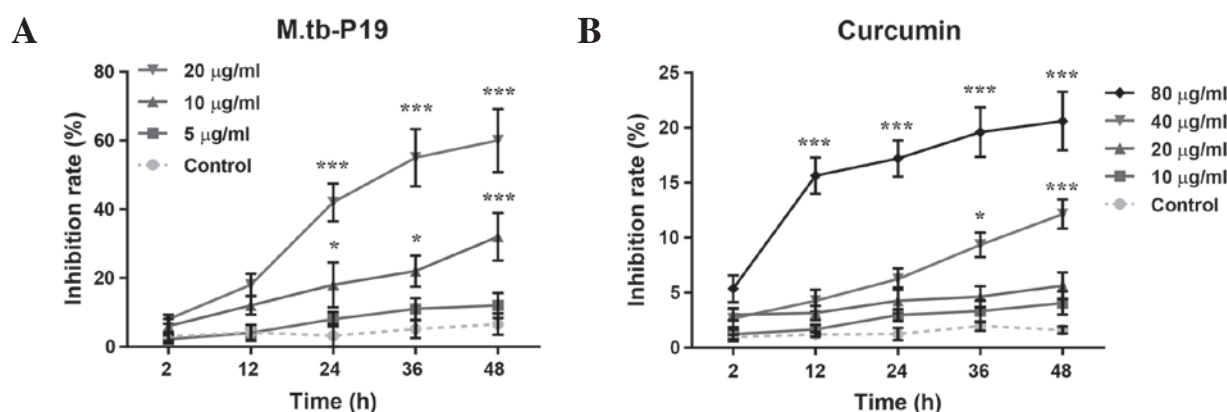 A
M.tb-P19
80
60
40
20
0
Inhibition rate (%)
20 μg/ml
10 μg/ml
5 μg/ml
Control
***
***
***
***
*
*
2 12 24 36 48
Time (h)
B
Curcumin
25
20
15
10
5
0
Inhibition rate (%)
***
***
***
***
***
*
80 μg/ml
40 μg/ml
20 μg/ml
10 μg/ml
Control
2 12 24 36 48
Time (h)